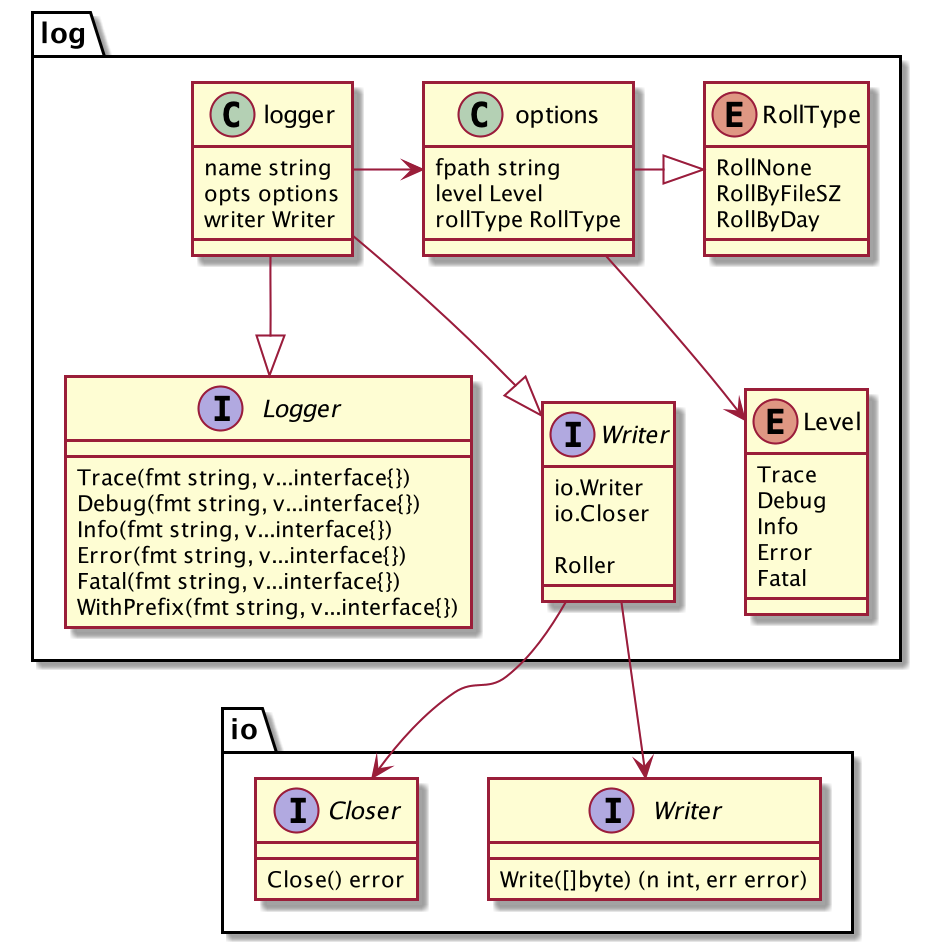 log
C logger
name string
opts options
writer Writer
C options
fpath string
level Level
rollType RollType
E RollType
RollNone
RollByFileSZ
RollByDay
I Logger
Trace(fmt string, v...interface{})
Debug(fmt string, v...interface{})
Info(fmt string, v...interface{})
Error(fmt string, v...interface{})
Fatal(fmt string, v...interface{})
WithPrefix(fmt string, v...interface{})
I Writer
io.Writer
io.Closer
Roller
E Level
Trace
Debug
Info
Error
Fatal
io
I Closer
Close() error
I Writer
Write([]byte) (n int, err error)